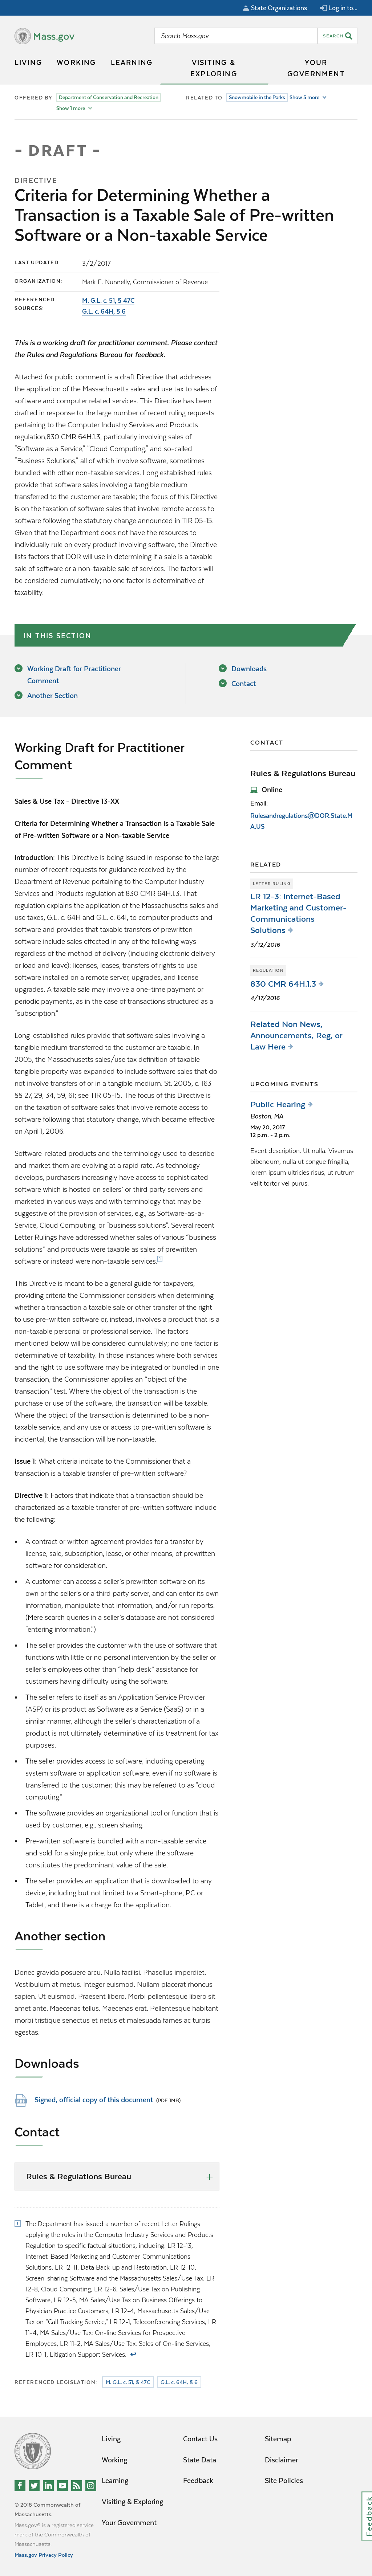 State Organizations
Log in to...
Mass.gov
Search Mass.gov
SEARCH
LIVING
WORKING
LEARNING
VISITING &
EXPLORING
YOUR
GOVERNMENT
OFFERED BY
Department of Conservation and Recreation
Show 1 more
RELATED TO
Snowmobile in the Parks
Show 5 more
- DRAFT -
DIRECTIVE
Criteria for Determining Whether a
Transaction is a Taxable Sale of Pre-written
Software or a Non-taxable Service
LAST UPDATED: 3/2/2017
ORGANIZATION: Mark E. Nunnelly, Commissioner of Revenue
REFERENCED
SOURCES:
M. G.L. c. 51, § 47C
G.L. c. 64H, § 6
This is a working draft for practitioner comment. Please contact
the Rules and Regulations Bureau for feedback.
Attached for public comment is a draft Directive that addresses
the application of the Massachusetts sales and use tax to sales of
software and computer related services. This Directive has been
drafted in response to the large number of recent ruling requests
pertaining to the Computer Industry Services and Products
regulation,830 CMR 64H.1.3, particularly involving sales of
"Software as a Service," "Cloud Computing," and so-called
"Business Solutions," all of which involve software, sometimes
bundled with other non-taxable services. Long established rules
provide that software sales involving a tangible medium
transferred to the customer are taxable; the focus of this Directive
is on the taxation of software sales that involve remote access to
software following the statutory change announced in TIR 05-15.
Given that the Department does not have the resources to
individually rule on every product involving software, the Directive
lists factors that DOR will use in determining if a sale is a taxable
sale of software or a non-taxable sale of services. The factors will
be considered cumulatively; no one factor is determinative of
taxability.
IN THIS SECTION
Working Draft for Practitioner
Comment
Another Section
Downloads
Contact
Working Draft for Practitioner
Comment
Sales & Use Tax - Directive 13-XX
Criteria for Determining Whether a Transaction is a Taxable Sale
of Pre-written Software or a Non-taxable Service
Introduction: This Directive is being issued in response to the large
number of recent letter ruling requests received by the
Department of Revenue pertaining to the Computer Industry
Services and Products regulation at 830 CMR 64H.1.3. That
regulation explains the application of the Massachusetts sales and
use taxes, G.L. c. 64H and G.L. c. 64I, to computer products and
software and states that taxable transfers of prewritten
software include sales effected in any of the following ways
regardless of the method of delivery, including electronic delivery
or load and leave: licenses, leases, transfers of rights to use
software installed on a remote server, upgrades, and license
upgrades. A taxable sale may involve a one-time payment or
periodic payments, as in the case of transactions structured as a
"subscription."
Long-established rules provide that software sales involving a
tangible medium transferred to the customer are taxable. In
2005, the Massachusetts sales/use tax definition of taxable
tangible property was expanded to include prewritten software
even when not in a tangible medium. St. 2005, c. 163
§§ 27, 29, 34, 59, 61; see TIR 05-15. The focus of this Directive is
on the taxation of software sales that involve the remote access to
software following that statutory change, which became effective
on April 1, 2006.
Software-related products and the terminology used to describe
and market them are evolving at a rapid rate. As technology
develops, purchasers increasingly have access to sophisticated
software which is hosted on sellers' or third party servers and
marketed in various ways and with terminology that may be
suggestive of the provision of services, e.g., as Software-as-a-
Service, Cloud Computing, or "business solutions". Several recent
Letter Rulings have addressed whether sales of various "business
solutions" and products were taxable as sales of prewritten
software or instead were non-taxable services.[1]
This Directive is meant to be a general guide for taxpayers,
providing criteria the Commissioner considers when determining
whether a transaction is a taxable sale or other transfer of the right
to use pre-written software or, instead, involves a product that is a
non-taxable personal or professional service. The factors
mentioned below will be considered cumulatively; no one factor is
determinative of taxability. In those instances where both services
and the right to use software may be integrated or bundled in one
transaction, the Commissioner applies an "object of the
transaction" test. Where the object of the transaction is the
purchase or use of the software, the transaction will be taxable.
Where the object of the transaction is determined to be a non-
taxable service, and any use or access to pre-written software is
incidental, the transaction will be non-taxable.
Issue 1: What criteria indicate to the Commissioner that a
transaction is a taxable transfer of pre-written software?
Directive 1: Factors that indicate that a transaction should be
characterized as a taxable transfer of pre-written software include
the following:
• A contract or written agreement provides for a transfer by
license, sale, subscription, lease, or other means, of prewritten
software for consideration.
• A customer can access a seller's prewritten software on its
own or the seller's or a third party server, and can enter its own
information, manipulate that information, and/or run reports.
(Mere search queries on a seller's database are not considered
"entering information.")
• The seller provides the customer with the use of software that
functions with little or no personal intervention by the seller or
seller's employees other than "help desk" assistance for
customers having difficulty using the software.
• The seller refers to itself as an Application Service Provider
(ASP) or its product as Software as a Service (SaaS) or in a
similar manner, although the seller's characterization of a
product is not ultimately determinative of its treatment for tax
purposes.
• The seller provides access to software, including operating
system software or application software, even if no software is
transferred to the customer; this may be referred to as "cloud
computing."
• The software provides an organizational tool or function that is
used by customer, e.g., screen sharing.
• Pre-written software is bundled with a non-taxable service
and sold for a single price, but only where the software
constitutes the predominant value of the sale.
• The seller provides an application that is downloaded to any
device, including but not limited to a Smart-phone, PC or
Tablet, and there is a charge for the application.
Another section
Donec gravida posuere arcu. Nulla facilisi. Phasellus imperdiet.
Vestibulum at metus. Integer euismod. Nullam placerat rhoncus
sapien. Ut euismod. Praesent libero. Morbi pellentesque libero sit
amet ante. Maecenas tellus. Maecenas erat. Pellentesque habitant
morbi tristique senectus et netus et malesuada fames ac turpis
egestas.
Downloads
Signed, official copy of this document (PDF 1MB)
Contact
Rules & Regulations Bureau
[1] The Department has issued a number of recent Letter Rulings
applying the rules in the Computer Industry Services and Products
Regulation to specific factual situations, including: LR 12-13,
Internet-Based Marketing and Customer-Communications
Solutions, LR 12-11, Data Back-up and Restoration, LR 12-10,
Screen-sharing Software and the Massachusetts Sales/Use Tax, LR
12-8, Cloud Computing, LR 12-6, Sales/Use Tax on Publishing
Software, LR 12-5, MA Sales/Use Tax on Business Offerings to
Physician Practice Customers, LR 12-4, Massachusetts Sales/Use
Tax on "Call Tracking Service," LR 12-1, Teleconferencing Services, LR
11-4, MA Sales/Use Tax: On-line Services for Prospective
Employees, LR 11-2, MA Sales/Use Tax: Sales of On-line Services,
LR 10-1, Litigation Support Services. ↩
REFERENCED LEGISLATION: M. G.L. c. 51, § 47C G.L. c. 64H, § 6
CONTACT
Rules & Regulations Bureau
Online
Email:
Rulesandregulations@DOR.State.M
A.US
RELATED
LETTER RULING
LR 12-3: Internet-Based
Marketing and Customer-
Communications
Solutions
3/12/2016
REGULATION
830 CMR 64H.1.3
4/17/2016
Related Non News,
Announcements, Reg, or
Law Here
UPCOMING EVENTS
Public Hearing
Boston, MA
May 20, 2017
12 p.m. - 2 p.m.
Event description. Ut nulla. Vivamus
bibendum, nulla ut congue fringilla,
lorem ipsum ultricies risus, ut rutrum
velit tortor vel purus.
Living
Working
Learning
Visiting & Exploring
Your Government
Contact Us
State Data
Feedback
Sitemap
Disclaimer
Site Policies
© 2018 Commonwealth of
Massachusetts.
Mass.gov® is a registered service
mark of the Commonwealth of
Massachusetts.
Mass.gov Privacy Policy
Feedback